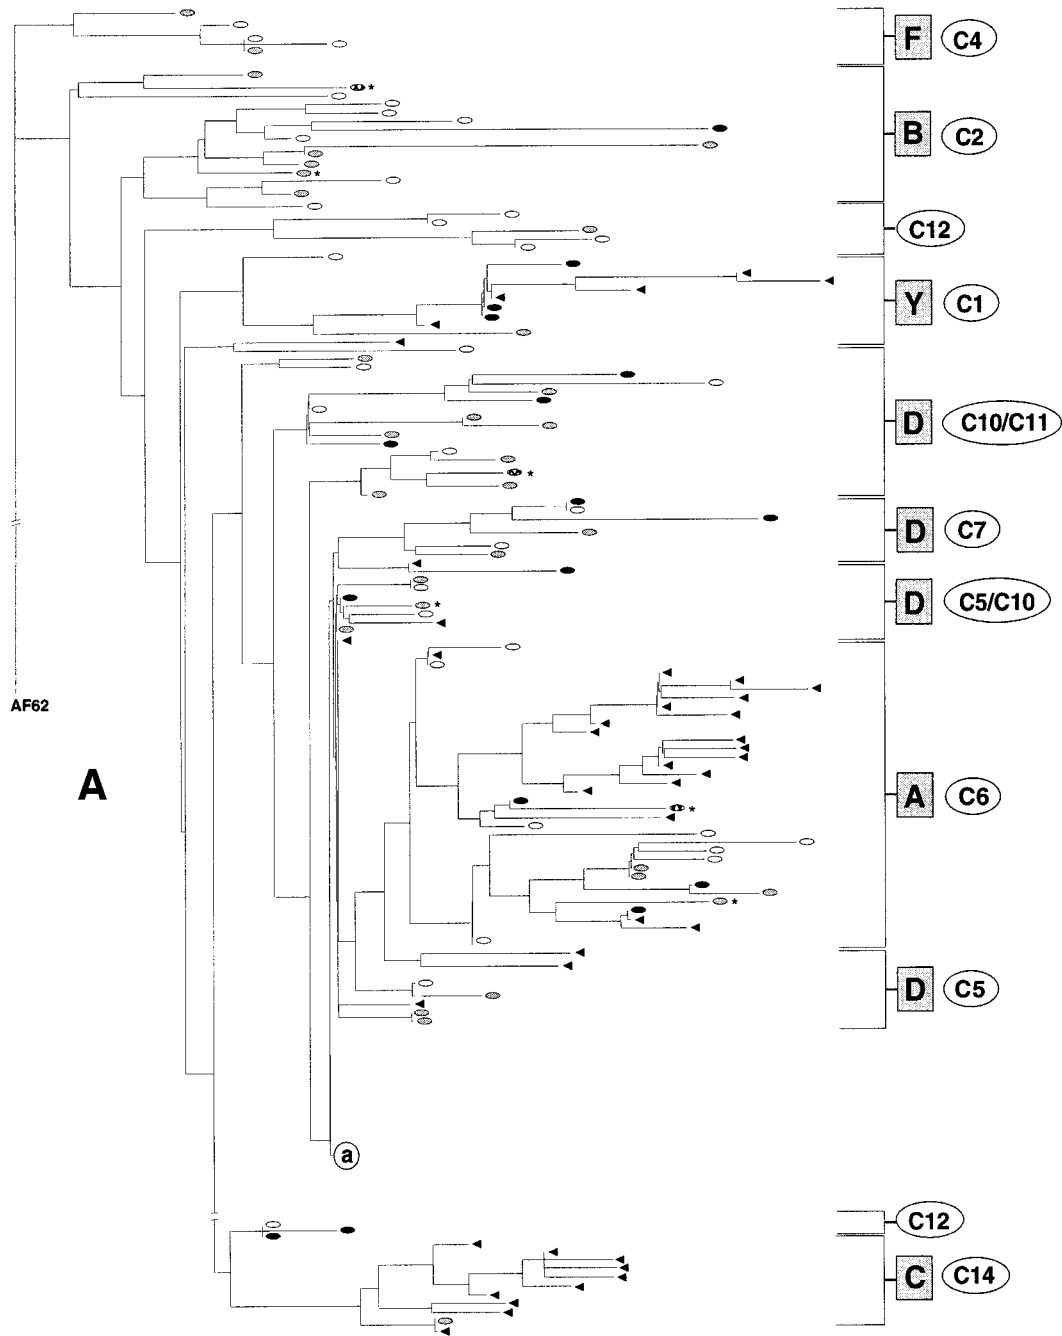 F C4
*
B C2
*
C12
Y C1
D C10/C11
*
D C7
D C5/C10
*
AF62
A
A C6
*
*
D C5
a
C12
C C14